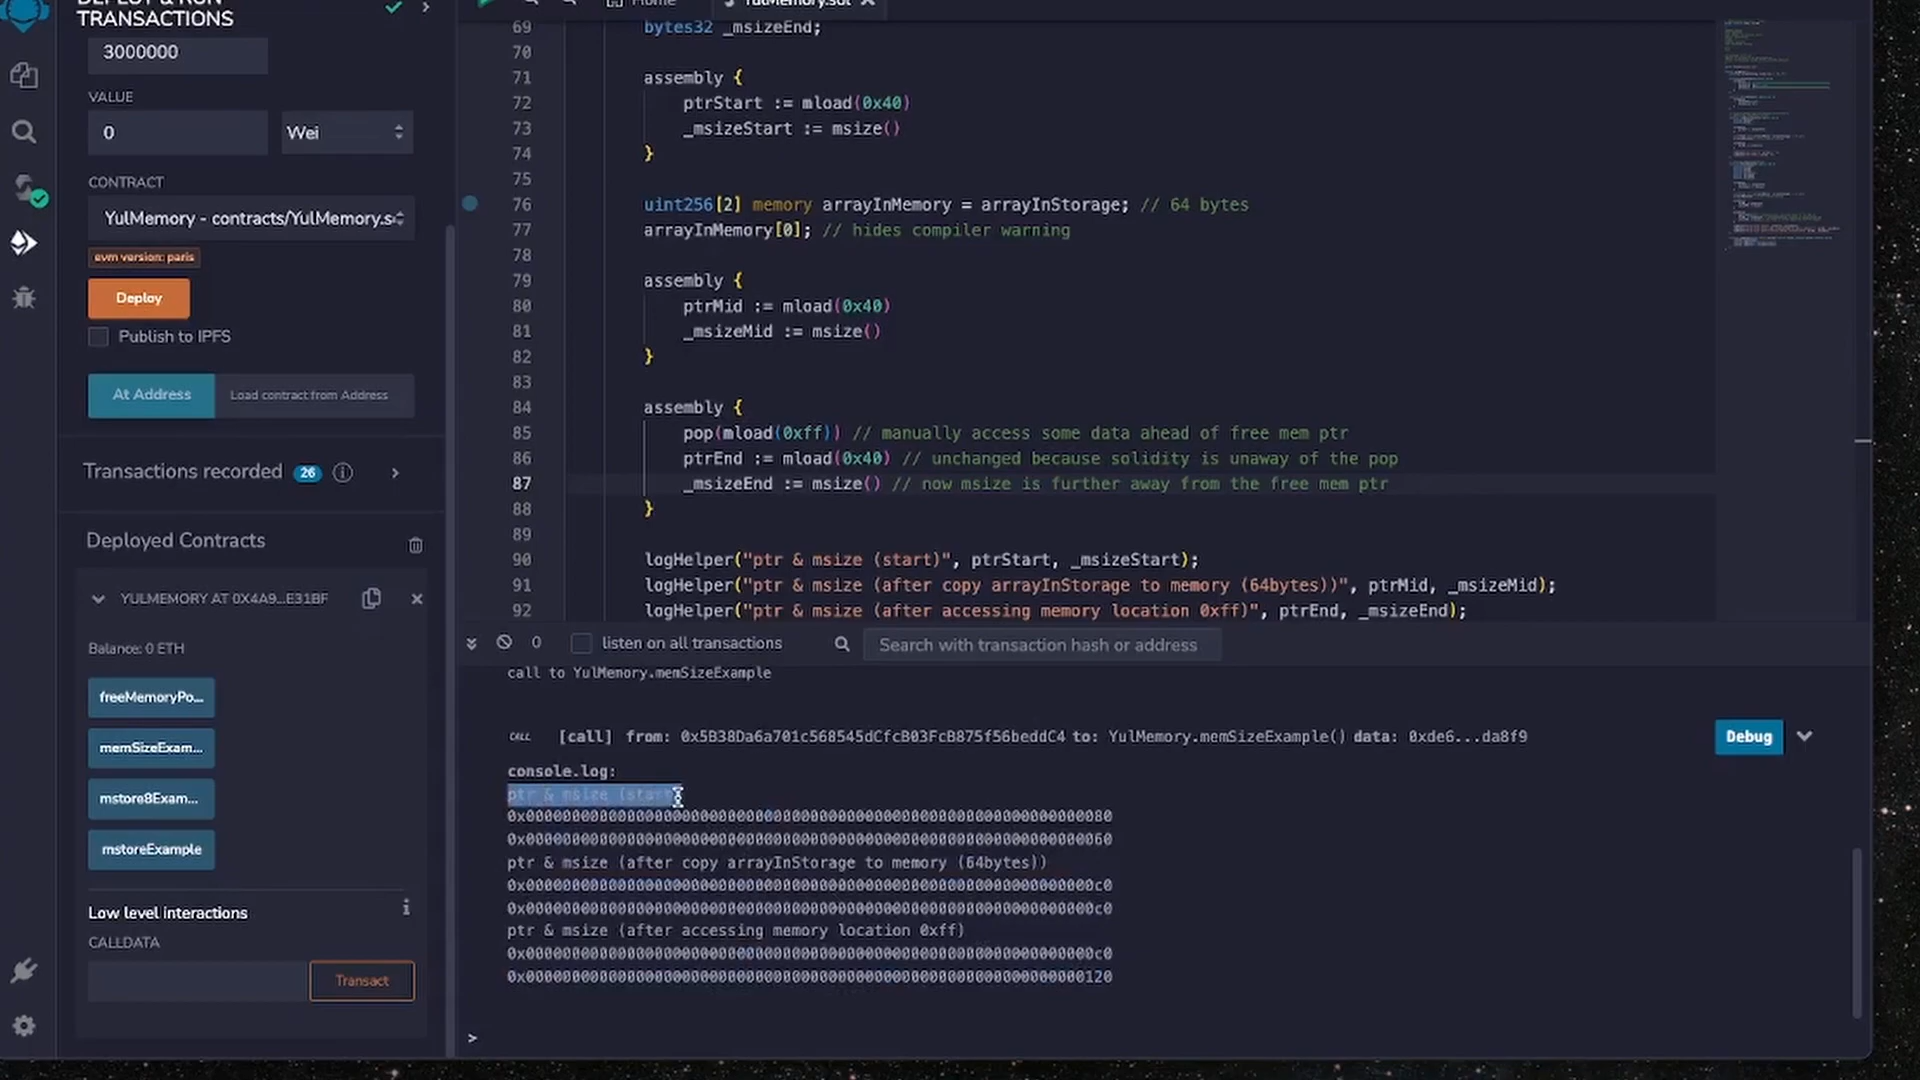 DEPLOY & RUN
TRANSACTIONS
3000000
VALUE
0
Wei
CONTRACT
YulMemory - contracts/YulMemory.s
evm version: paris
Deploy
Publish to IPFS
At Address
Load contract from Address
Transactions recorded 26 i
Deployed Contracts
YULMEMORY AT 0X4A9...E31BF
Balance: 0 ETH
freeMemoryPo...
memSizeExam...
mstore8Exam...
mstoreExample
Low level interactions
CALLDATA
Transact
Home
YulMemory.sol
69 bytes32 _msizeEnd;
70
71 assembly {
72 ptrStart := mload(0x40)
73 _msizeStart := msize()
74 }
75
76 uint256[2] memory arrayInMemory = arrayInStorage; // 64 bytes
77 arrayInMemory[0]; // hides compiler warning
78
79 assembly {
80 ptrMid := mload(0x40)
81 _msizeMid := msize()
82 }
83
84 assembly {
85 pop(mload(0xff)) // manually access some data ahead of free mem ptr
86 ptrEnd := mload(0x40) // unchanged because solidity is unaway of the pop
87 _msizeEnd := msize() // now msize is further away from the free mem ptr
88 }
89
90 logHelper("ptr & msize (start)", ptrStart, _msizeStart);
91 logHelper("ptr & msize (after copy arrayInStorage to memory (64bytes))", ptrMid, _msizeMid);
92 logHelper("ptr & msize (after accessing memory location 0xff)", ptrEnd, _msizeEnd);
0 listen on all transactions Search with transaction hash or address
call to YulMemory.memSizeExample
CALL [call] from: 0x5B38Da6a701c568545dCfcB03FcB875f56beddC4 to: YulMemory.memSizeExample() data: 0xde6...da8f9
Debug
console.log:
ptr & msize (start
0x0000000000000000000000000000000000000000000000000000000000000080
0x0000000000000000000000000000000000000000000000000000000000000060
ptr & msize (after copy arrayInStorage to memory (64bytes))
0x00000000000000000000000000000000000000000000000000000000000000c0
0x00000000000000000000000000000000000000000000000000000000000000c0
ptr & msize (after accessing memory location 0xff)
0x00000000000000000000000000000000000000000000000000000000000000c0
0x0000000000000000000000000000000000000000000000000000000000000120
>